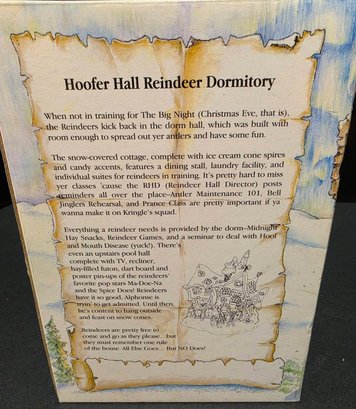 Hoofer Hall Reindeer Dormitory
When not in training for The Big Night (Christmas Eve, that is),
the Reindeers kick back in the dorm hall, which was built with
room enough to spread out yer antlers and have some fun.
The snow-covered cottage, complete with ice cream cone spires
and candy accents, features a dining stall, laundry facility, and
individual suites for reindeers in training. It's pretty hard to miss
yer classes 'cause the RHD (Reindeer Hall Director) posts
reminders all over the place-Antler Maintenance 101, Bell
Jinglers Rehearsal, and Prance Class are pretty important if ya
wanna make it on Kringle's squad.
Everything a reindeer needs is provided by the dorm–Midnight
Hay Snacks, Reindeer Games, and a seminar to deal with Hoof
and Mouth Disease (yuck!). There's
even an upstairs pool hall
complete with TV, recliner,
hay-filled futon, dart board and
poster pin-ups of the reindeers'
favorite pop stars Ma-Doe-Na
and the Spice Does! Reindeers
have it so good, Alphonse is
tryin' to get admitted. Until then,
he's content to hang outside
and feast on snow cones.
Reindeers are pretty free to
come and go as they please...but
they must remember one rule
of the house: All Else Goes... But NO Does!